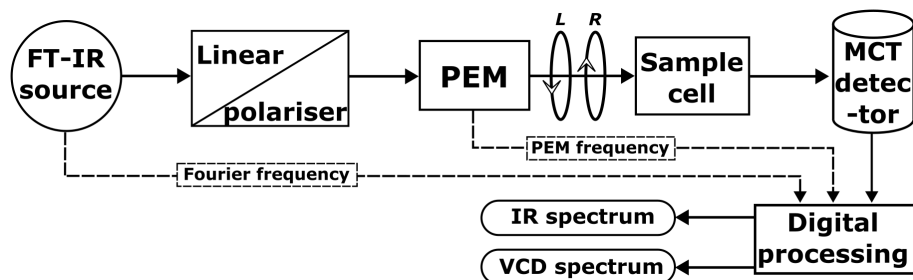 L R
FT-IR
source
Linear
polariser
PEM
Sample
cell
MCT
detec
-tor
PEM frequency
Fourier frequency
IR spectrum
VCD spectrum
Digital
processing